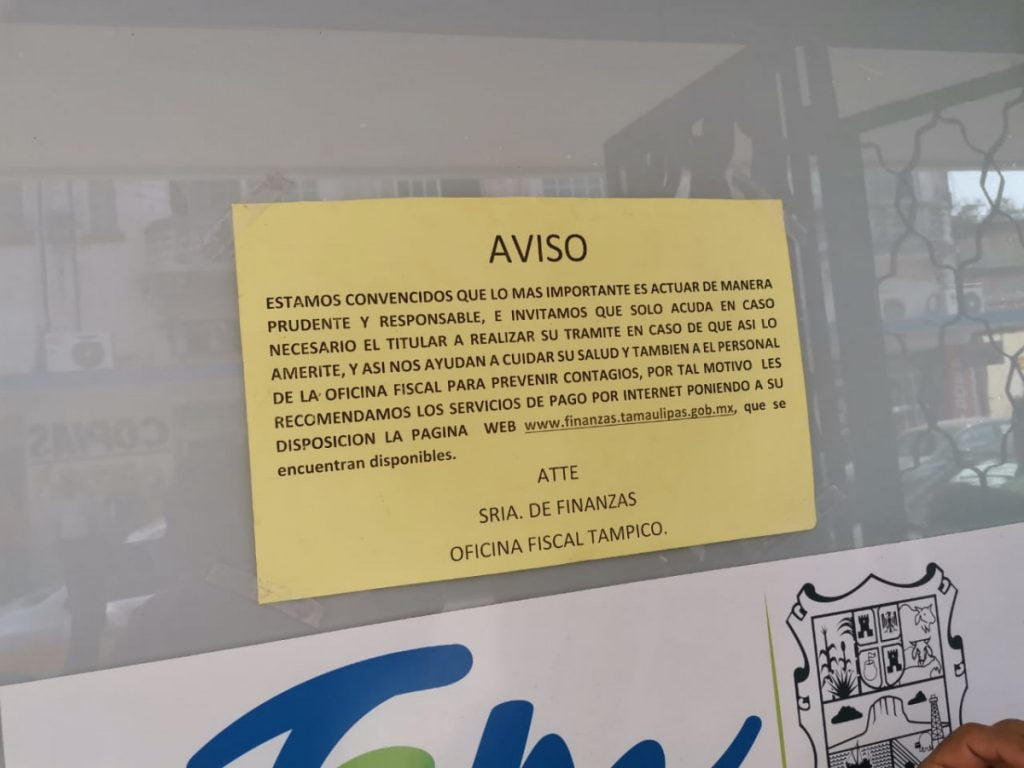 AVISO
ESTAMOS CONVENCIDOS QUE LO MAS IMPORTANTE ES ACTUAR DE MANERA
PRUDENTE Y RESPONSABLE, E INVITAMOS QUE SOLO ACUDA EN CASO
NECESARIO EL TITULAR A REALIZAR SU TRAMITE EN CASO DE QUE ASI LO
AMERITE, Y ASI NOS AYUDAN A CUIDAR SU SALUD Y TAMBIEN A EL PERSONAL
DE LA OFICINA FISCAL PARA PREVENIR CONTAGIOS, POR TAL MOTIVO LES
RECOMENDAMOS LOS SERVICIOS DE PAGO POR INTERNET PONIENDO A SU
DISPOSICION LA PAGINA WEB www.finanzas.tamaulipas.gob.mx, que se
encuentran disponibles.
ATTE
SRIA. DE FINANZAS
OFICINA FISCAL TAMPICO.
COPIAS